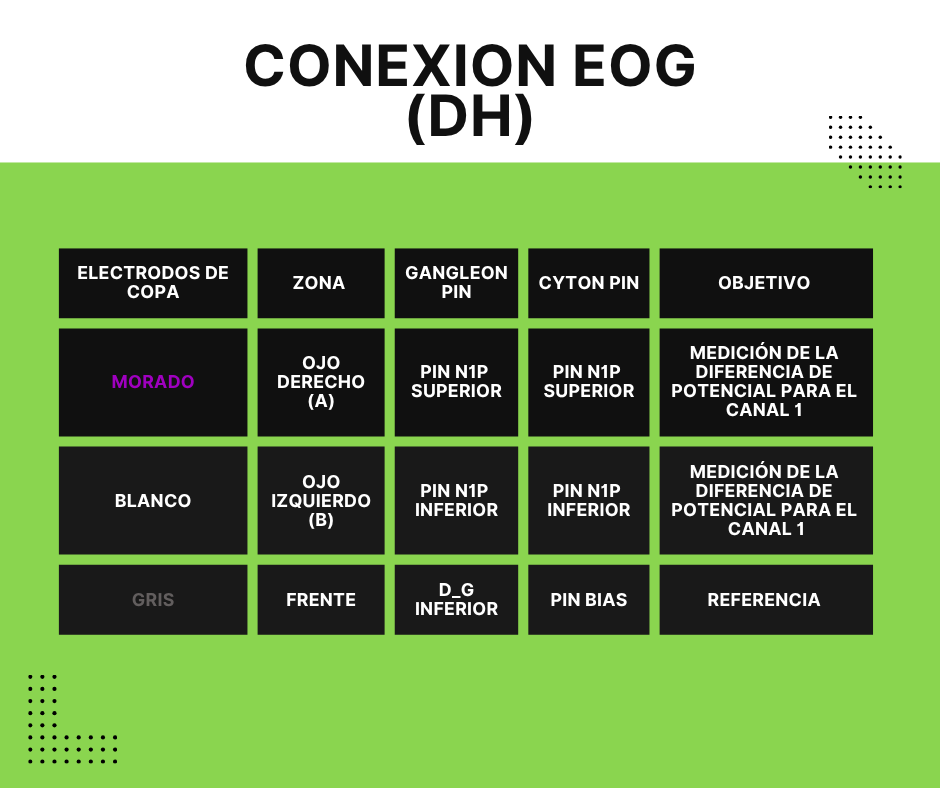 CONEXION EOG
(DH)
ELECTRODOS DE
COPA
ZONA
GANGLEON
PIN
CYTON PIN
OBJETIVO
MORADO
OJO
DERECHO
(A)
PIN N1P
SUPERIOR
PIN N1P
SUPERIOR
MEDICIÓN DE LA
DIFERENCIA DE
POTENCIAL PARA EL
CANAL 1
BLANCO
OJO
IZQUIERDO
(B)
PIN N1P
INFERIOR
PIN N1P
INFERIOR
MEDICIÓN DE LA
DIFERENCIA DE
POTENCIAL PARA EL
CANAL 1
GRIS
FRENTE
D_G
INFERIOR
PIN BIAS
REFERENCIA